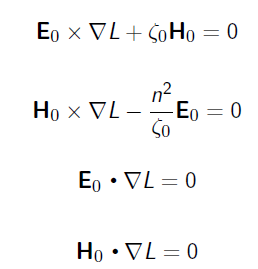 E₀ × ∇L + ζ₀H₀ = 0
H₀ × ∇L − n²/ζ₀ E₀ = 0
E₀ • ∇L = 0
H₀ • ∇L = 0